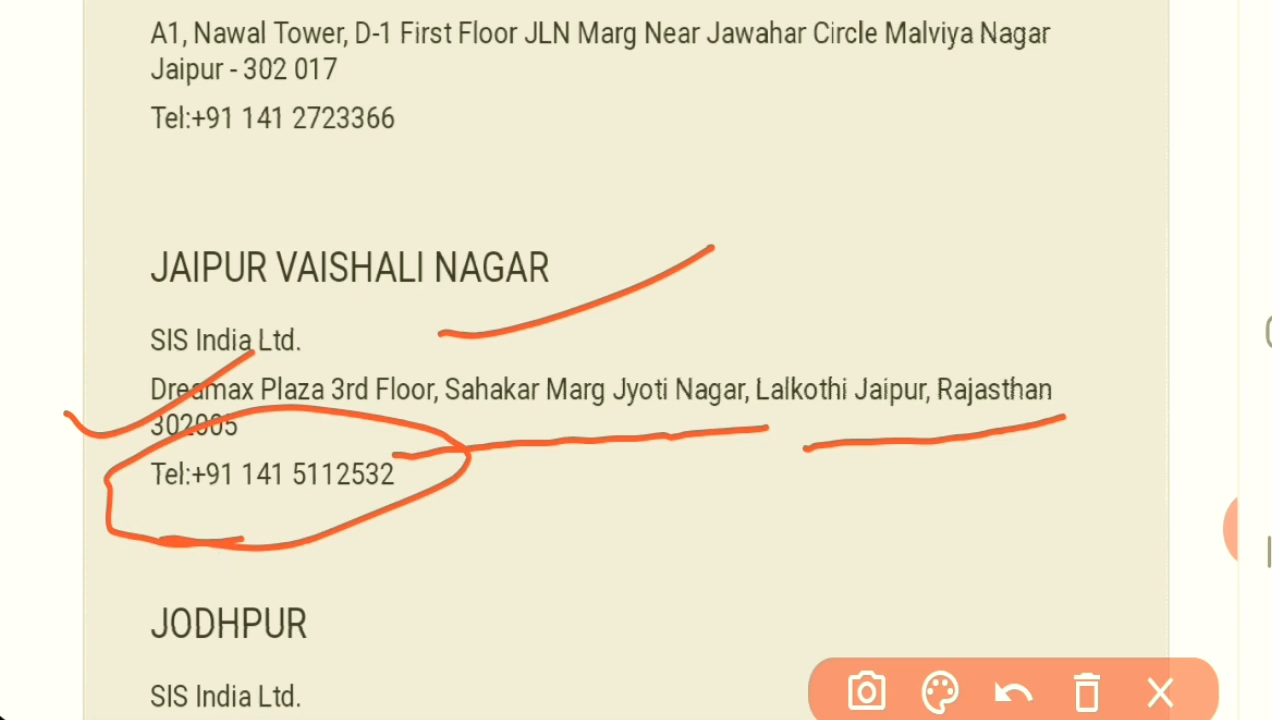 A1, Nawal Tower, D-1 First Floor JLN Marg Near Jawahar Circle Malviya Nagar
Jaipur - 302 017
Tel:+91 141 2723366
JAIPUR VAISHALI NAGAR
SIS India Ltd.
Dreamax Plaza 3rd Floor, Sahakar Marg Jyoti Nagar, Lalkothi Jaipur, Rajasthan
302005
Tel:+91 141 5112532
JODHPUR
SIS India Ltd.